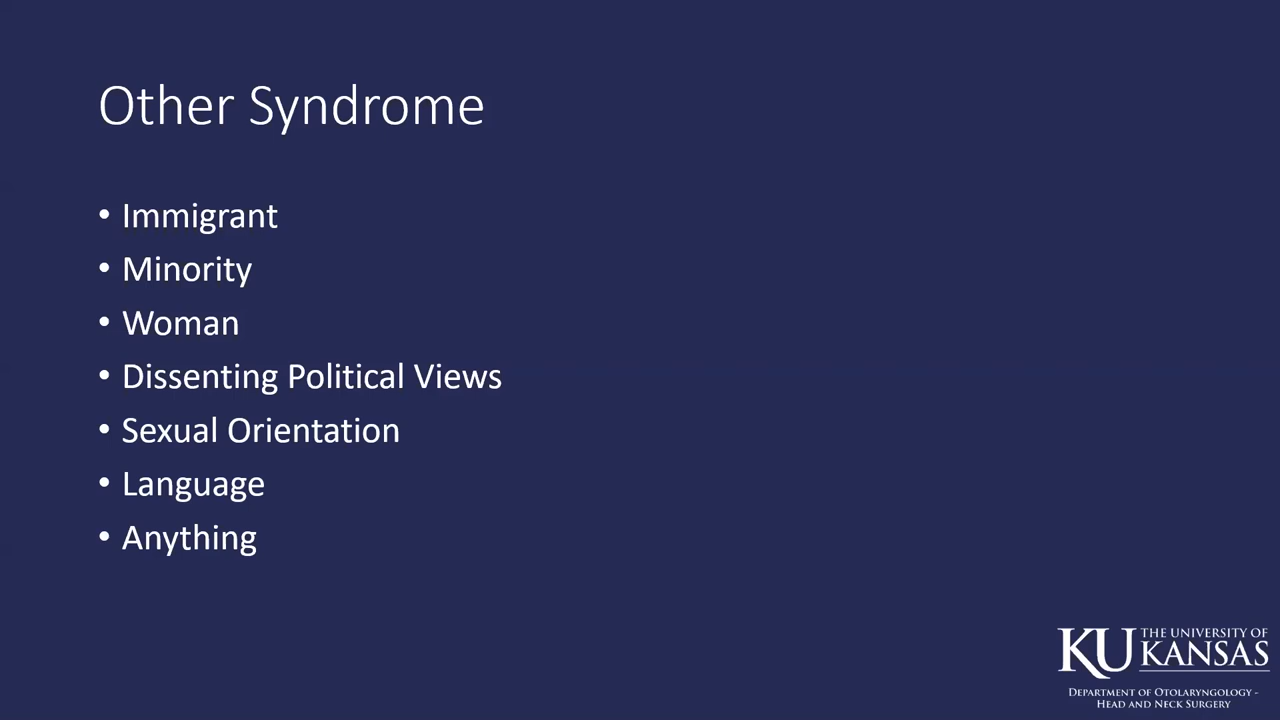 Other Syndrome
• Immigrant
• Minority
• Woman
• Dissenting Political Views
• Sexual Orientation
• Language
• Anything
KU THE UNIVERSITY OF
KANSAS
DEPARTMENT OF OTOLARYNGOLOGY -
HEAD AND NECK SURGERY